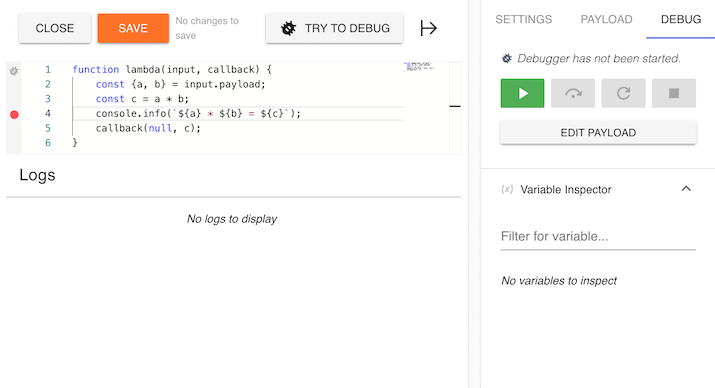 CLOSE
SAVE
No changes to
save
TRY TO DEBUG
1 function lambda(input, callback) {
2 const {a, b} = input.payload;
3 const c = a * b;
4 console.info(`${a} * ${b} = ${c}`);
5 callback(null, c);
6 }
Logs
No logs to display
SETTINGS PAYLOAD DEBUG
Debugger has not been started.
EDIT PAYLOAD
(x) Variable Inspector
Filter for variable...
No variables to inspect